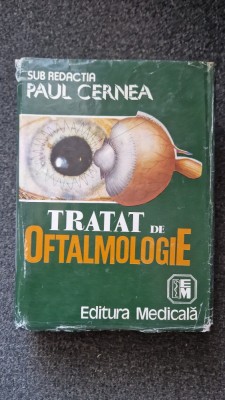 SUB REDACTIA
PAUL CERNEA
TRATAT DE
OFTALMOLOGIE
EM
Editura Medicală